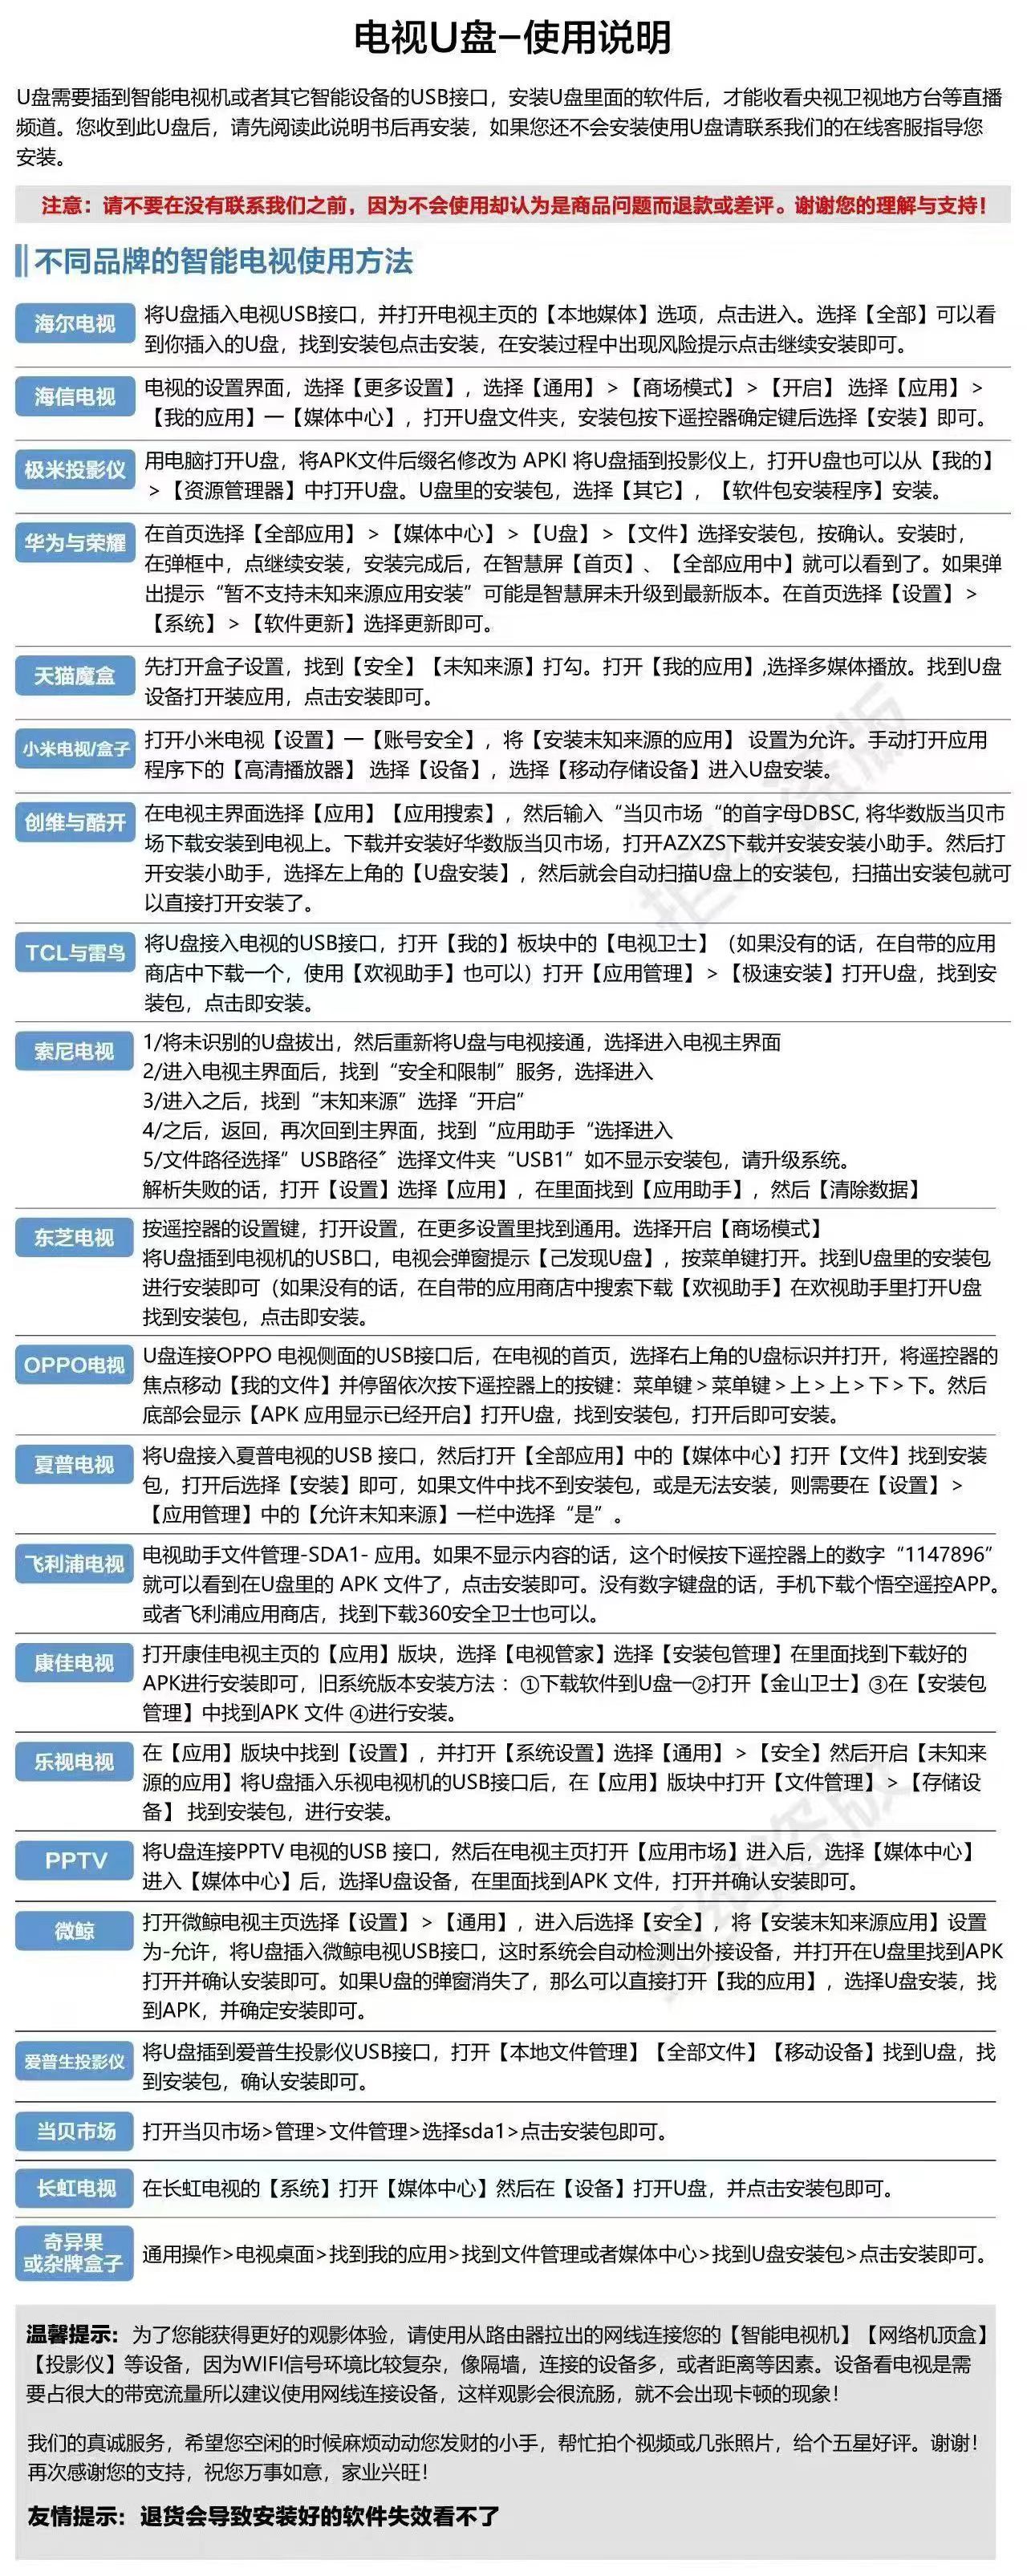 电视U盘-使用说明
U盘需要插到智能电视机或者其它智能设备的USB接口，安装U盘里面的软件后，才能收看央视卫视地方台等直播
频道。您收到此U盘后，请先阅读此说明书后再安装，如果您还不会安装使用U盘请联系我们的在线客服指导您
安装。
注意：请不要在没有联系我们之前，因为不会使用却认为是商品问题而退款或差评。谢谢您的理解与支持！
不同品牌的智能电视使用方法
海尔电视
将U盘插入电视USB接口，并打开电视主页的【本地媒体】选项，点击进入。选择【全部】可以看
到你插入的U盘，找到安装包点击安装，在安装过程中出现风险提示点击继续安装即可。
海信电视
电视的设置界面，选择【更多设置】，选择【通用】>【商场模式】>【开启】 选择【应用】>
【我的应用】一【媒体中心】，打开U盘文件夹，安装包按下遥控器确定键后选择【安装】即可。
极米投影仪
用电脑打开U盘，将APK文件后缀名修改为 APKI 将U盘插到投影仪上，打开U盘也可以从【我的】
>【资源管理器】中打开U盘。U盘里的安装包，选择【其它】，【软件包安装程序】安装。
华为与荣耀
在首页选择【全部应用】>【媒体中心】>【U盘】>【文件】选择安装包，按确认。安装时，
在弹框中，点继续安装，安装完成后，在智慧屏【首页】、【全部应用中】就可以看到了。如果弹
出提示“暂不支持未知来源应用安装”可能是智慧屏未升级到最新版本。在首页选择【设置】>
【系统】>【软件更新】选择更新即可。
天猫魔盒
先打开盒子设置，找到【安全】【未知来源】打勾。打开【我的应用】,选择多媒体播放。找到U盘
设备打开装应用，点击安装即可。
小米电视/盒子
打开小米电视【设置】一【账号安全】，将【安装末知来源的应用】 设置为允许。手动打开应用
程序下的【高清播放器】 选择【设备】，选择【移动存储设备】进入U盘安装。
创维与酷开
在电视主界面选择【应用】【应用搜索】，然后输入“当贝市场“的首字母DBSC, 将华数版当贝市
场下载安装到电视上。下载并安装好华数版当贝市场，打开AZXZS下载并安装安装小助手。然后打
开安装小助手，选择左上角的【U盘安装】，然后就会自动扫描U盘上的安装包，扫描出安装包就可
以直接打开安装了。
TCL与雷鸟
将U盘接入电视的USB接口，打开【我的】板块中的【电视卫士】（如果没有的话，在自带的应用
商店中下载一个，使用【欢视助手】也可以）打开【应用管理】>【极速安装】打开U盘，找到安
装包，点击即安装。
索尼电视
1/将未识别的U盘拔出，然后重新将U盘与电视接通，选择进入电视主界面
2/进入电视主界面后，找到“安全和限制”服务，选择进入
3/进入之后，找到“末知来源”选择“开启”
4/之后，返回，再次回到主界面，找到“应用助手“选择进入
5/文件路径选择” USB路径〞选择文件夹“USB1”如不显示安装包，请升级系统。
解析失败的话，打开【设置】选择【应用】，在里面找到【应用助手】，然后【清除数据】
东芝电视
按遥控器的设置键，打开设置，在更多设置里找到通用。选择开启【商场模式】
将U盘插到电视机的USB口，电视会弹窗提示【己发现U盘】，按菜单键打开。找到U盘里的安装包
进行安装即可（如果没有的话，在自带的应用商店中搜索下载【欢视助手】在欢视助手里打开U盘
找到安装包，点击即安装。
OPPO电视
U盘连接OPPO 电视侧面的USB接口后，在电视的首页，选择右上角的U盘标识并打开，将遥控器的
焦点移动【我的文件】并停留依次按下遥控器上的按键：菜单键＞菜单键＞上＞上＞下＞下。然后
底部会显示【APK 应用显示已经开启】打开U盘，找到安装包，打开后即可安装。
夏普电视
将U盘接入夏普电视的USB 接口，然后打开【全部应用】中的【媒体中心】打开【文件】找到安装
包，打开后选择【安装】即可，如果文件中找不到安装包，或是无法安装，则需要在【设置】>
【应用管理】中的【允许末知来源】一栏中选择“是”。
飞利浦电视
电视助手文件管理-SDA1- 应用。如果不显示内容的话，这个时候按下遥控器上的数字“1147896”
就可以看到在U盘里的 APK 文件了，点击安装即可。没有数字键盘的话，手机下载个悟空遥控APP。
或者飞利浦应用商店，找到下载360安全卫士也可以。
康佳电视
打开康佳电视主页的【应用】版块，选择【电视管家】选择【安装包管理】在里面找到下载好的
APK进行安装即可，旧系统版本安装方法 ：①下载软件到U盘一②打开【金山卫士】③在【安装包
管理】中找到APK 文件 ④进行安装。
乐视电视
在【应用】版块中找到【设置】，并打开【系统设置】选择【通用】>【安全】然后开启【未知来
源的应用】将U盘插入乐视电视机的USB接口后，在【应用】版块中打开【文件管理】>【存储设
备】 找到安装包，进行安装。
PPTV
将U盘连接PPTV 电视的USB 接口，然后在电视主页打开【应用市场】进入后，选择【媒体中心】
进入【媒体中心】后，选择U盘设备，在里面找到APK 文件，打开并确认安装即可。
微鲸
打开微鲸电视主页选择【设置】>【通用】，进入后选择【安全】，将【安装末知来源应用】设置
为-允许，将U盘插入微鲸电视USB接口，这时系统会自动检测出外接设备，并打开在U盘里找到APK
打开并确认安装即可。如果U盘的弹窗消失了，那么可以直接打开【我的应用】，选择U盘安装，找
到APK，并确定安装即可。
爱普生投影仪
将U盘插到爱普生投影仪USB接口，打开【本地文件管理】【全部文件】【移动设备】找到U盘，找
到安装包，确认安装即可。
当贝市场
打开当贝市场>管理>文件管理>选择sda1>点击安装包即可。
长虹电视
在长虹电视的【系统】打开【媒体中心】然后在【设备】打开U盘，并点击安装包即可。
奇异果
或杂牌盒子
通用操作>电视桌面>找到我的应用>找到文件管理或者媒体中心>找到U盘安装包>点击安装即可。
温馨提示：为了您能获得更好的观影体验，请使用从路由器拉出的网线连接您的【智能电视机】【网络机顶盒】
【投影仪】等设备，因为WIFI信号环境比较复杂，像隔墙，连接的设备多，或者距离等因素。设备看电视是需
要占很大的带宽流量所以建议使用网线连接设备，这样观影会很流肠，就不会出现卡顿的现象！
我们的真诚服务，希望您空闲的时候麻烦动动您发财的小手，帮忙拍个视频或几张照片，给个五星好评。谢谢！
再次感谢您的支持，祝您万事如意，家业兴旺！
友情提示：退货会导致安装好的软件失效看不了
拒绝盗版
拒绝盗版